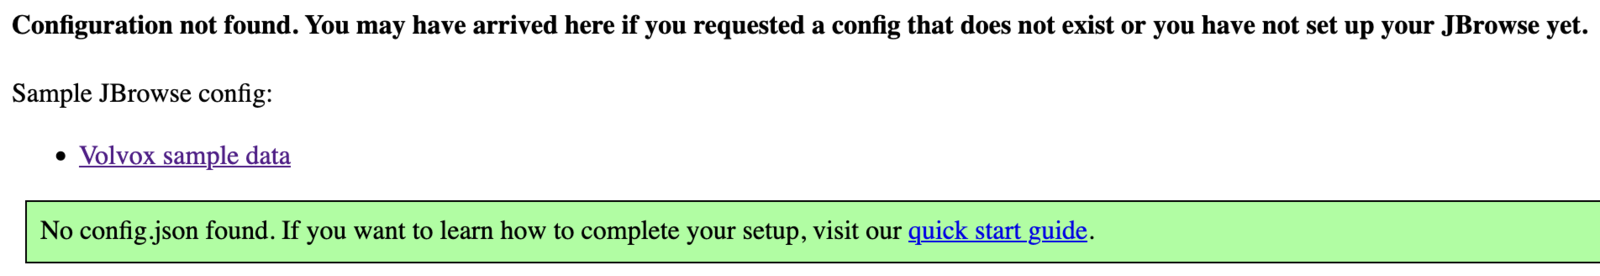 Configuration not found. You may have arrived here if you requested a config that does not exist or you have not set up your JBrowse yet.
Sample JBrowse config:
• Volvox sample data
No config.json found. If you want to learn how to complete your setup, visit our quick start guide.